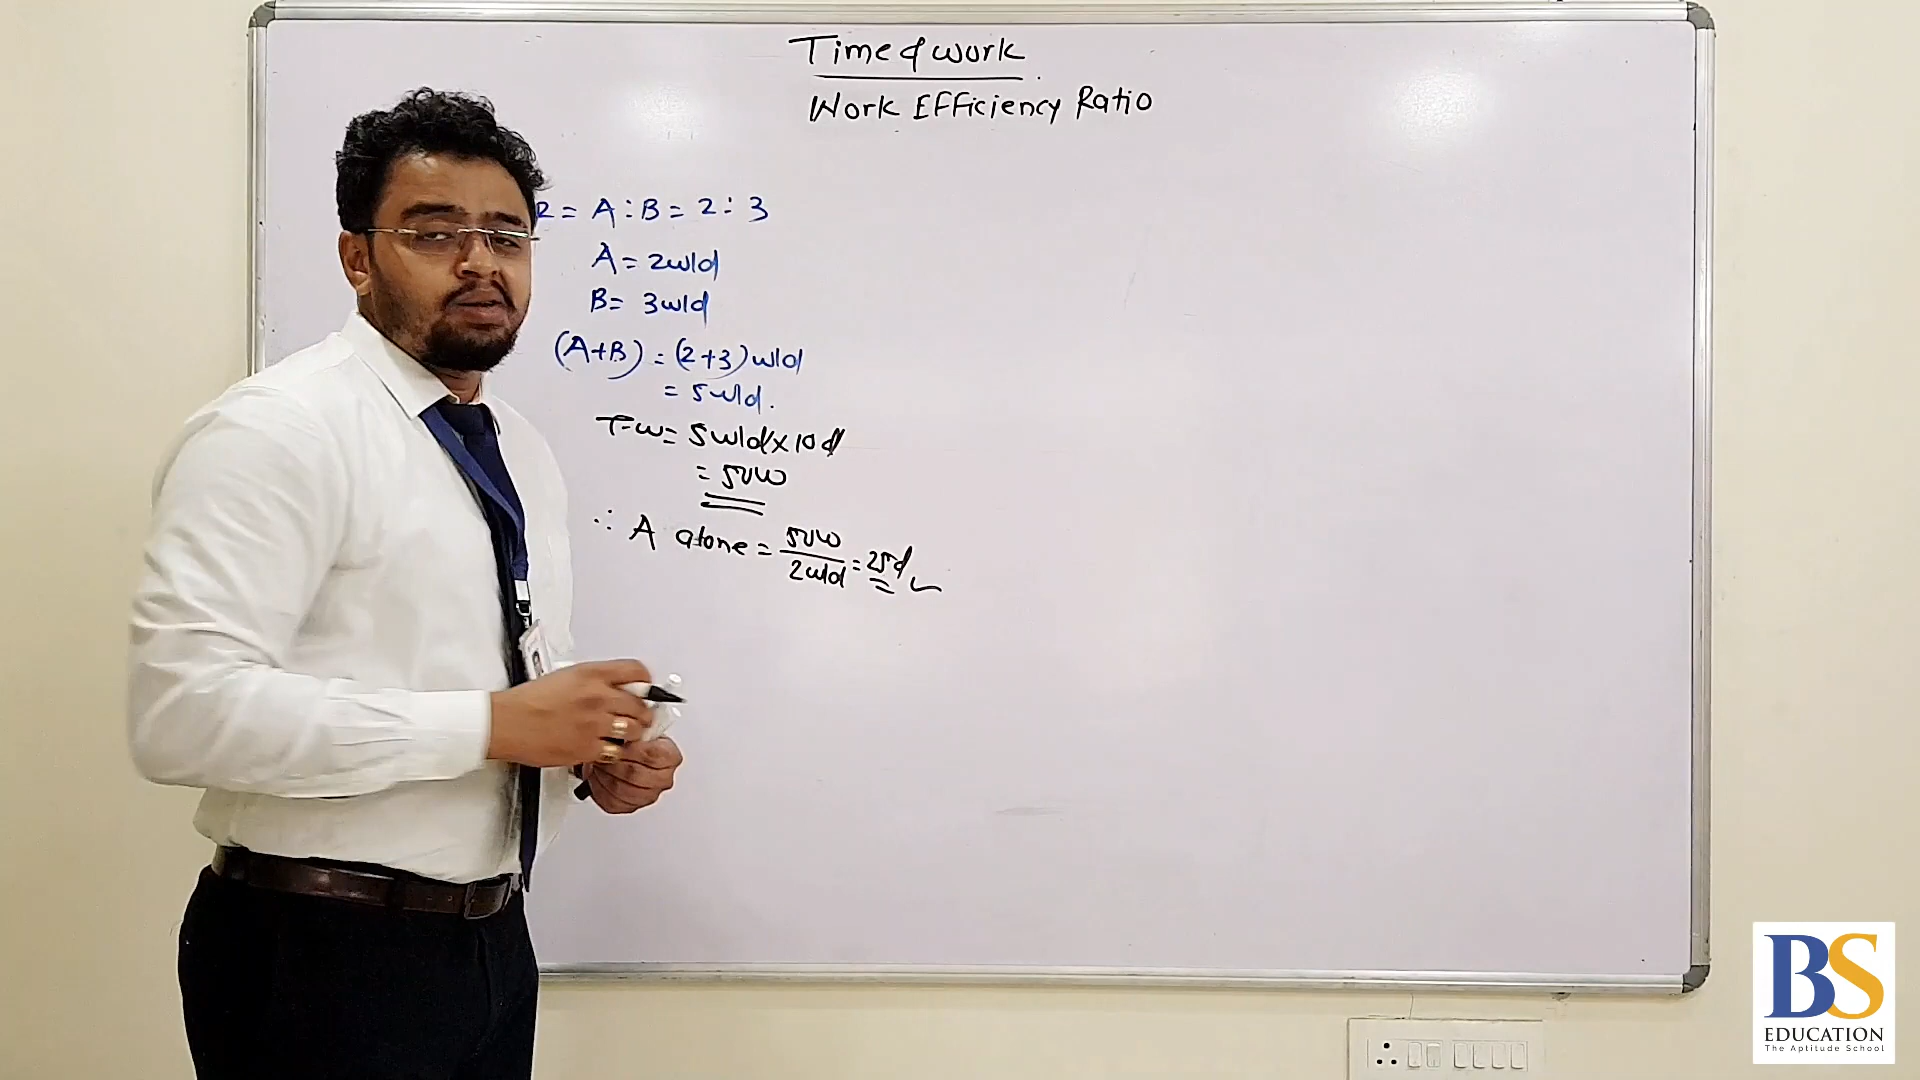 Time & work
Work Efficiency Ratio
R = A : B = 2 : 3
A = 2w/d
B = 3w/d
(A+B) = (2+3)w/d
= 5w/d.
T-w = 5w/d × 10d
= 50w
∴ A alone = 50w / 2w/d = 25d
BS
EDUCATION
The Aptitude School